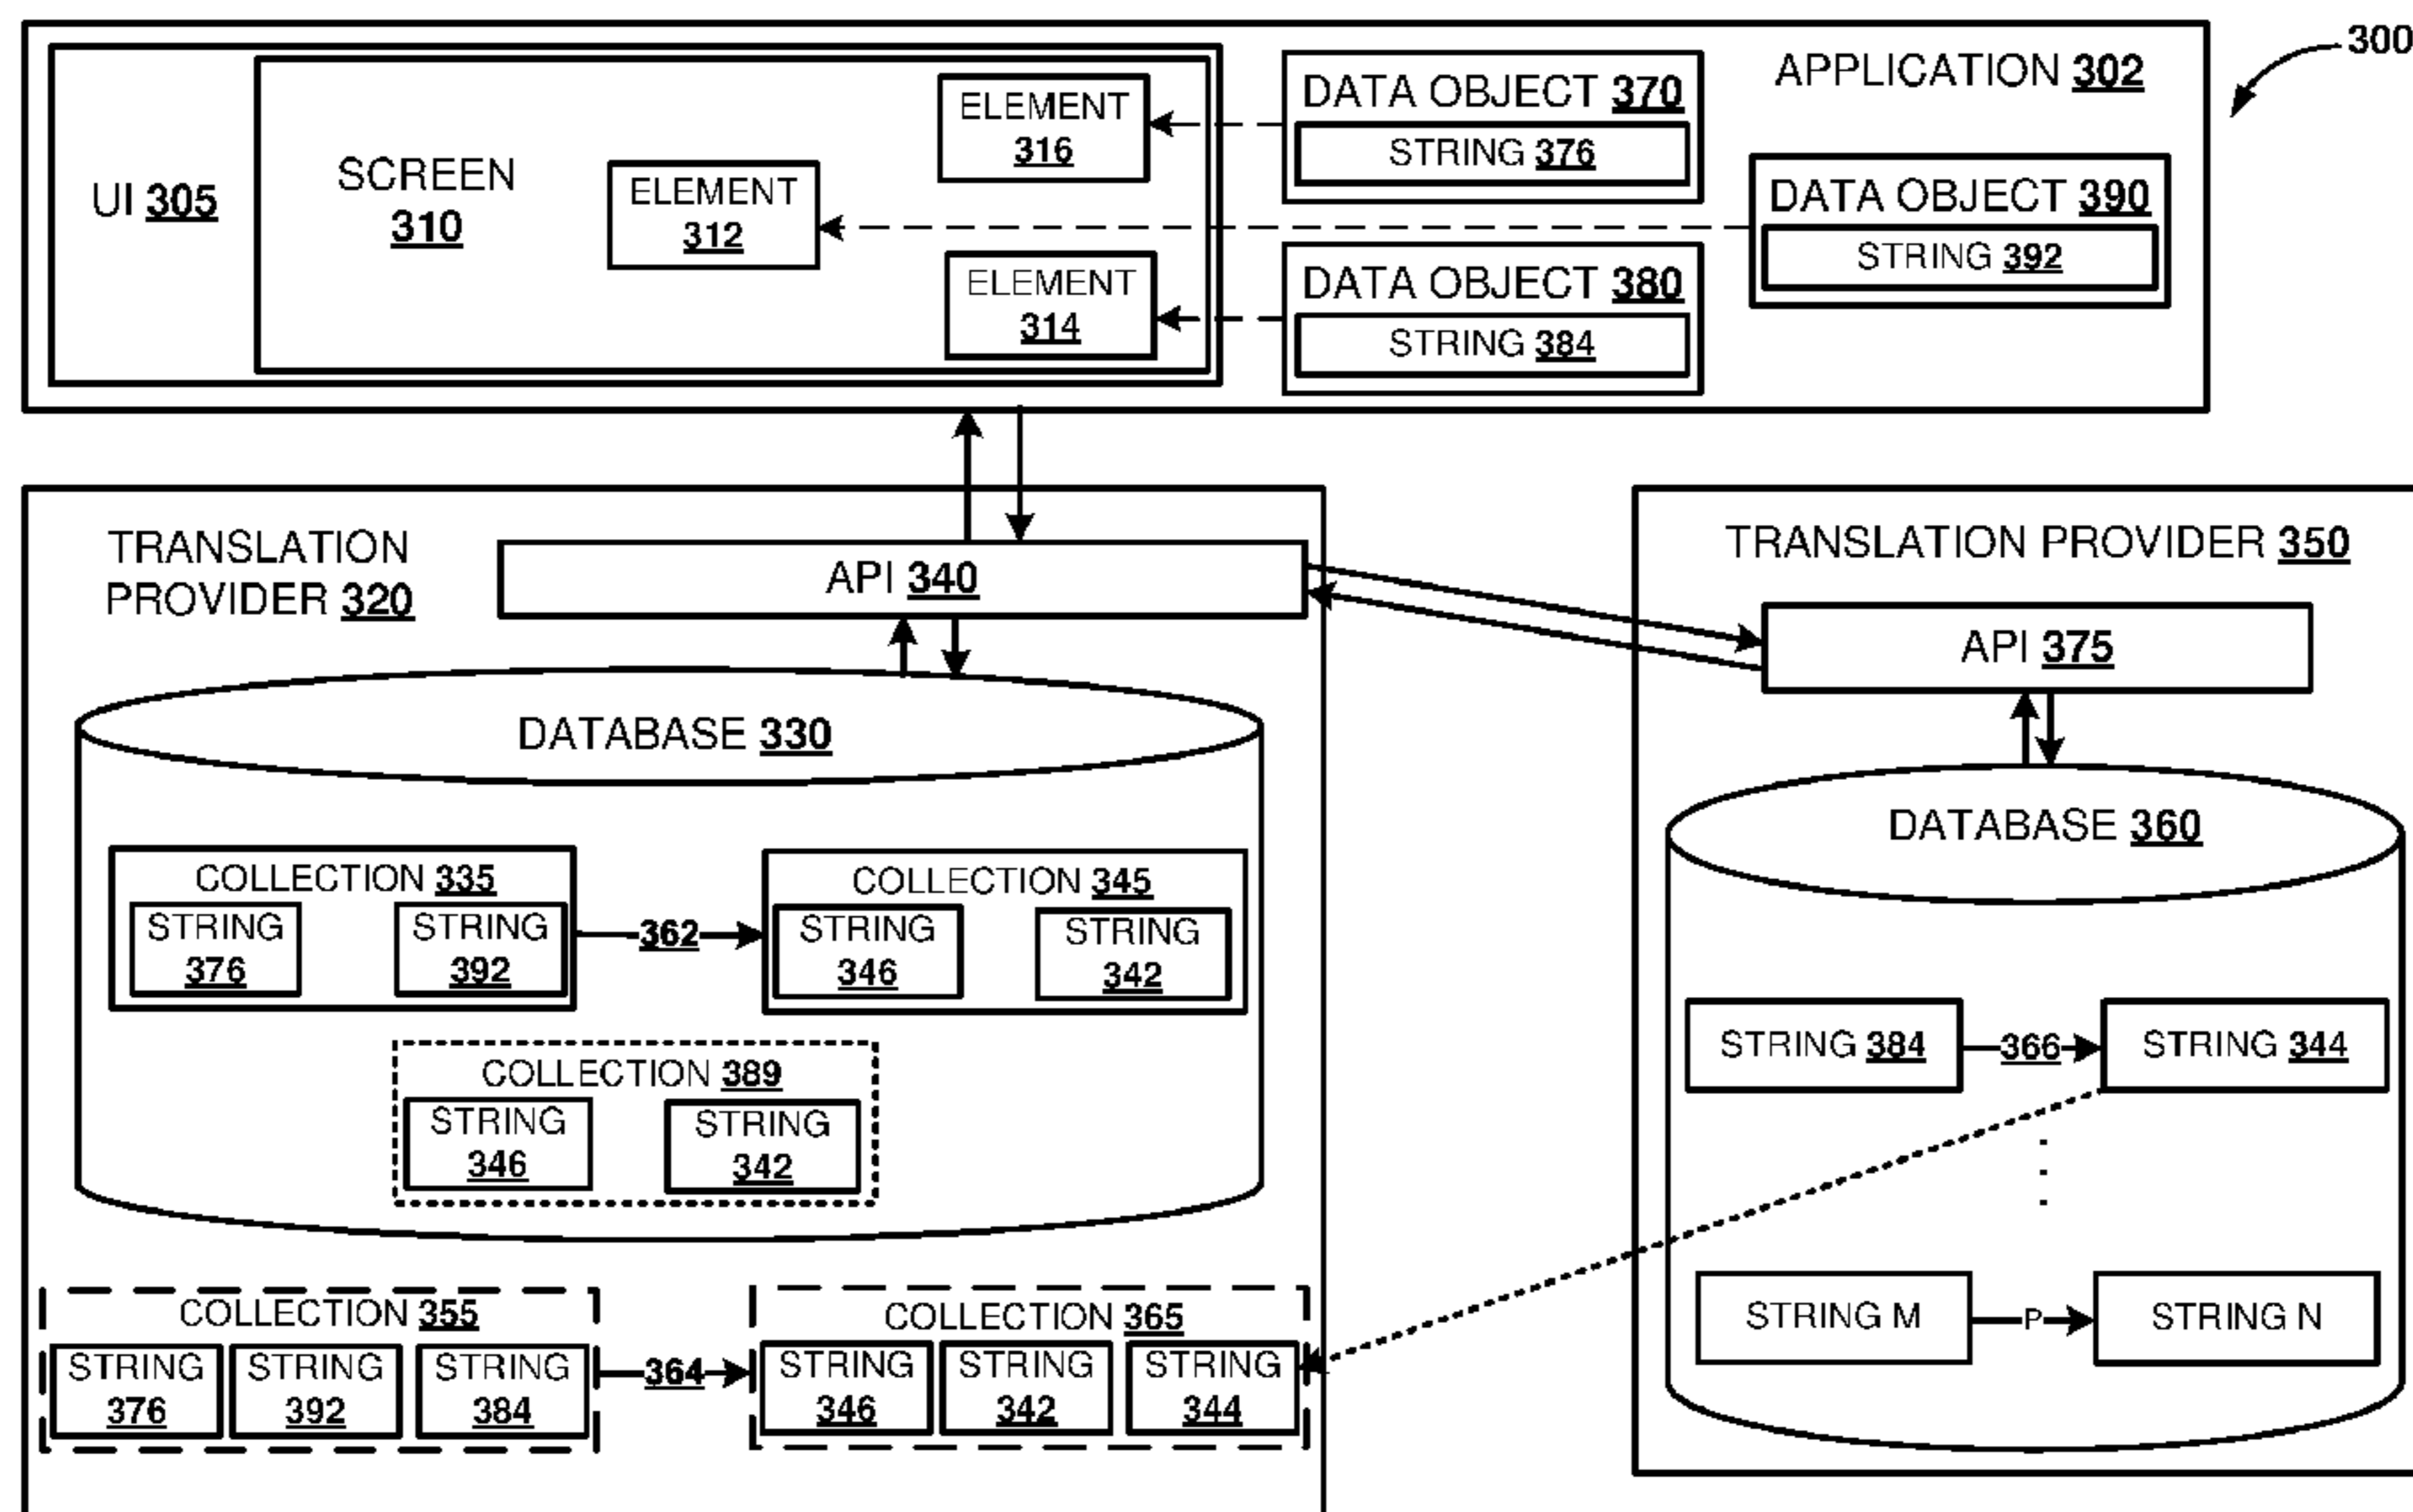 300
APPLICATION 302
UI 305
SCREEN
310
ELEMENT
316
ELEMENT
312
ELEMENT
314
DATA OBJECT 370
STRING 376
DATA OBJECT 390
STRING 392
DATA OBJECT 380
STRING 384
TRANSLATION
PROVIDER 320
API 340
DATABASE 330
COLLECTION 335
STRING
376
STRING
392
362
COLLECTION 345
STRING
346
STRING
342
COLLECTION 389
STRING
346
STRING
342
COLLECTION 355
STRING
376
STRING
392
STRING
384
364
COLLECTION 365
STRING
346
STRING
342
STRING
344
TRANSLATION PROVIDER 350
API 375
DATABASE 360
STRING 384
366
STRING 344
STRING M
P
STRING N